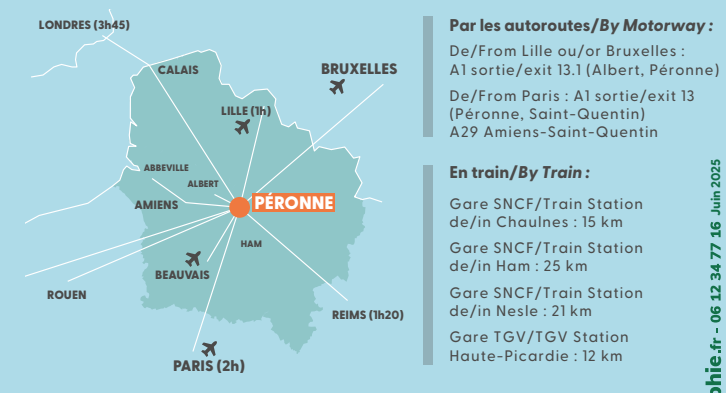 LONDRES (3h45)
CALAIS
BRUXELLES
LILLE (1h)
ABBEVILLE
ALBERT
AMIENS
PÉRONNE
HAM
BEAUVAIS
ROUEN
REIMS (1h20)
PARIS (2h)
Par les autoroutes/By Motorway :
De/From Lille ou/or Bruxelles :
A1 sortie/exit 13.1 (Albert, Péronne)
De/From Paris : A1 sortie/exit 13
(Péronne, Saint-Quentin)
A29 Amiens-Saint-Quentin
En train/By Train :
Gare SNCF/Train Station
de/in Chaulnes : 15 km
Gare SNCF/Train Station
de/in Ham : 25 km
Gare SNCF/Train Station
de/in Nesle : 21 km
Gare TGV/TGV Station
Haute-Picardie : 12 km
phie.fr - 06 12 34 77 16 Juin 2025